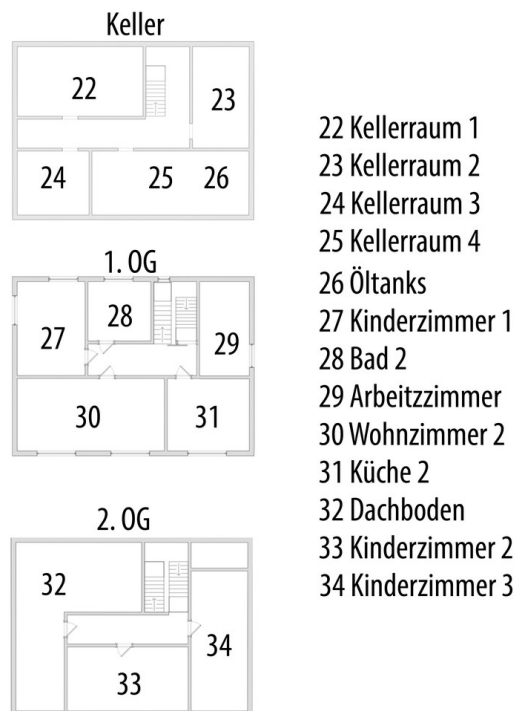 Keller
22
23
24
25
26
1. OG
27
28
29
30
31
2. OG
32
33
34
22 Kellerraum 1
23 Kellerraum 2
24 Kellerraum 3
25 Kellerraum 4
26 Öltanks
27 Kinderzimmer 1
28 Bad 2
29 Arbeitzzimmer
30 Wohnzimmer 2
31 Küche 2
32 Dachboden
33 Kinderzimmer 2
34 Kinderzimmer 3